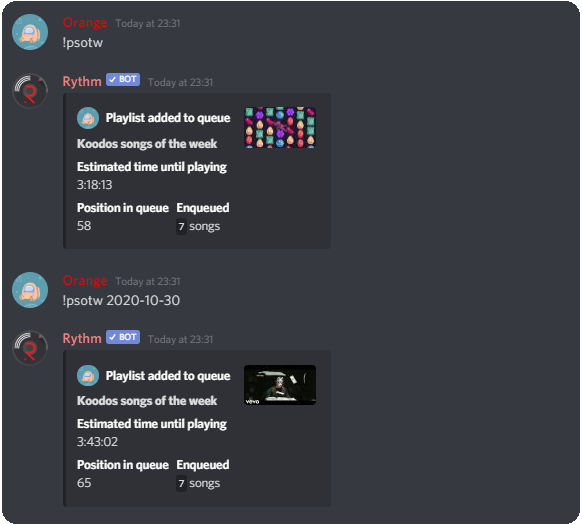 Orange Today at 23:31
!psotw
Rythm ✓ BOT Today at 23:31
Playlist added to queue
Koodos songs of the week
Estimated time until playing
3:18:13
Position in queue Enqueued
58 7 songs
Orange Today at 23:31
!psotw 2020-10-30
Rythm ✓ BOT Today at 23:31
Playlist added to queue
Koodos songs of the week
vevo
Estimated time until playing
3:43:02
Position in queue Enqueued
65 7 songs